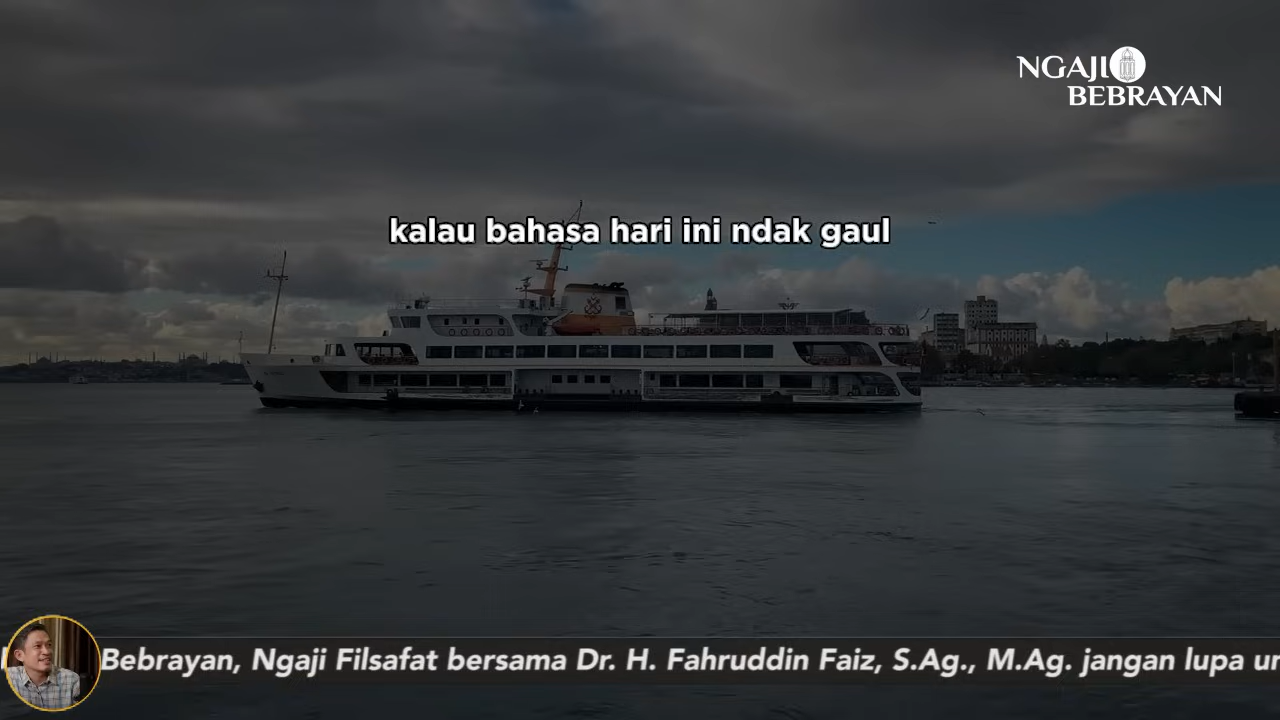 NGAJI
BEBRAYAN
kalau bahasa hari ini ndak gaul
Bebrayan, Ngaji Filsafat bersama Dr. H. Fahruddin Faiz, S.Ag., M.Ag. jangan lupa